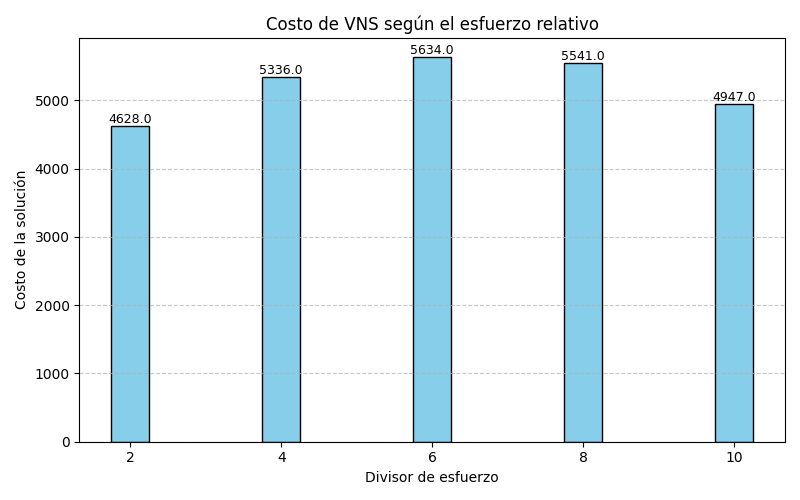 Costo de VNS según el esfuerzo relativo
5634.0
5541.0
5336.0
4947.0
4628.0
5000
4000
3000
2000
1000
0
Costo de la solución
2 4 6 8 10
Divisor de esfuerzo